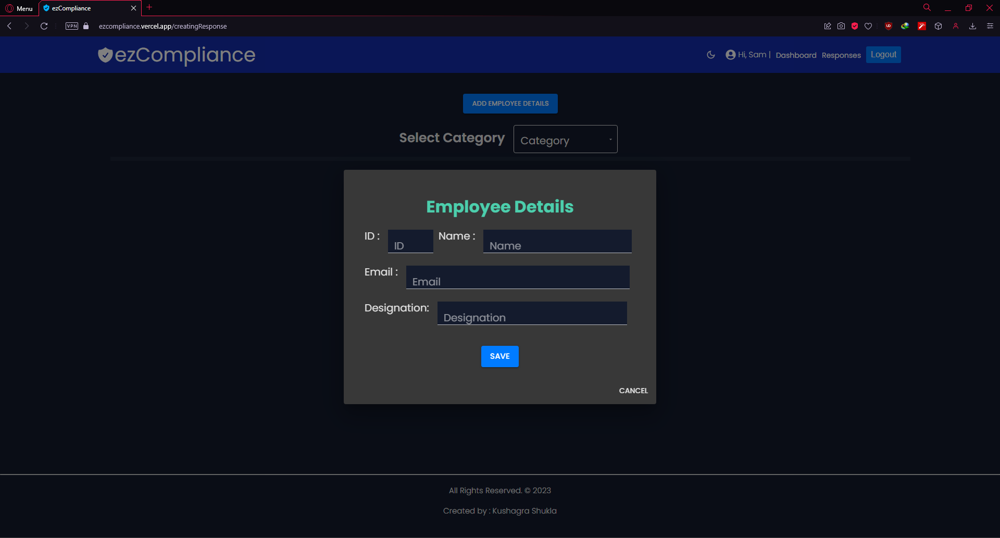 Menu
ezCompliance
VPN
ezcompliance.vercel.app/creatingResponse
ezCompliance
Hi, Sam | Dashboard Responses Logout
ADD EMPLOYEE DETAILS
Select Category Category
Employee Details
ID : ID Name : Name
Email : Email
Designation: Designation
SAVE
CANCEL
All Rights Reserved. © 2023
Created by : Kushagra Shukla